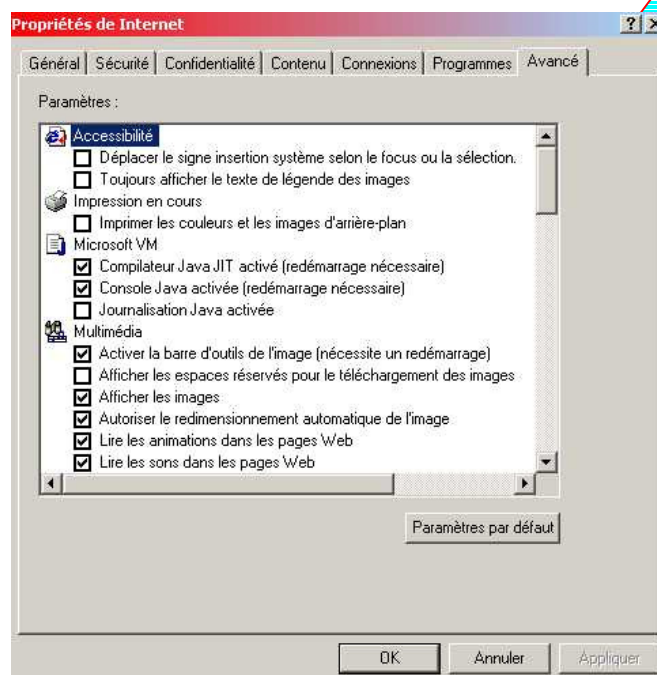 Propriétés de Internet
Général Sécurité Confidentialité Contenu Connexions Programmes Avancé
Paramètres :
Accessibilité
Déplacer le signe insertion système selon le focus ou la sélection.
Toujours afficher le texte de légende des images
Impression en cours
Imprimer les couleurs et les images d'arrière-plan
Microsoft VM
Compilateur Java JIT activé (redémarrage nécessaire)
Console Java activée (redémarrage nécessaire)
Journalisation Java activée
Multimédia
Activer la barre d'outils de l'image (nécessite un redémarrage)
Afficher les espaces réservés pour le téléchargement des images
Afficher les images
Autoriser le redimensionnement automatique de l'image
Lire les animations dans les pages Web
Lire les sons dans les pages Web
Paramètres par défaut
OK Annuler Appliquer